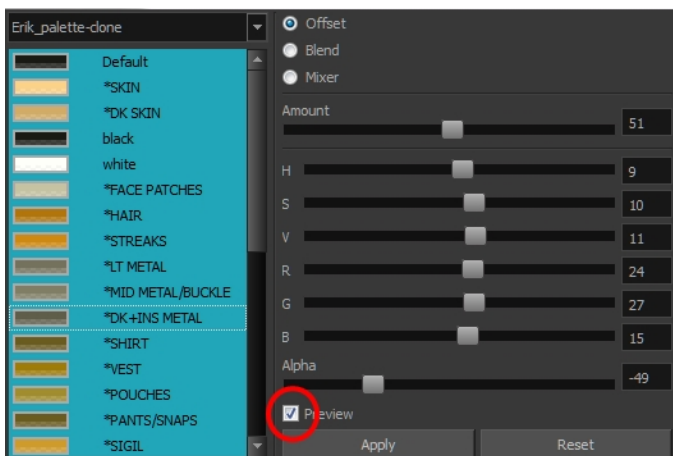 Erik_palette-clone
Default
*SKIN
*DK SKIN
black
white
*FACE PATCHES
*HAIR
*STREAKS
*LT METAL
*MID METAL/BUCKLE
*DK+INS METAL
*SHIRT
*VEST
*POUCHES
*PANTS/SNAPS
*SIGIL
Offset
Blend
Mixer
Amount
51
H 9
S 10
V 11
R 24
G 27
B 15
Alpha
-49
Preview
Apply Reset